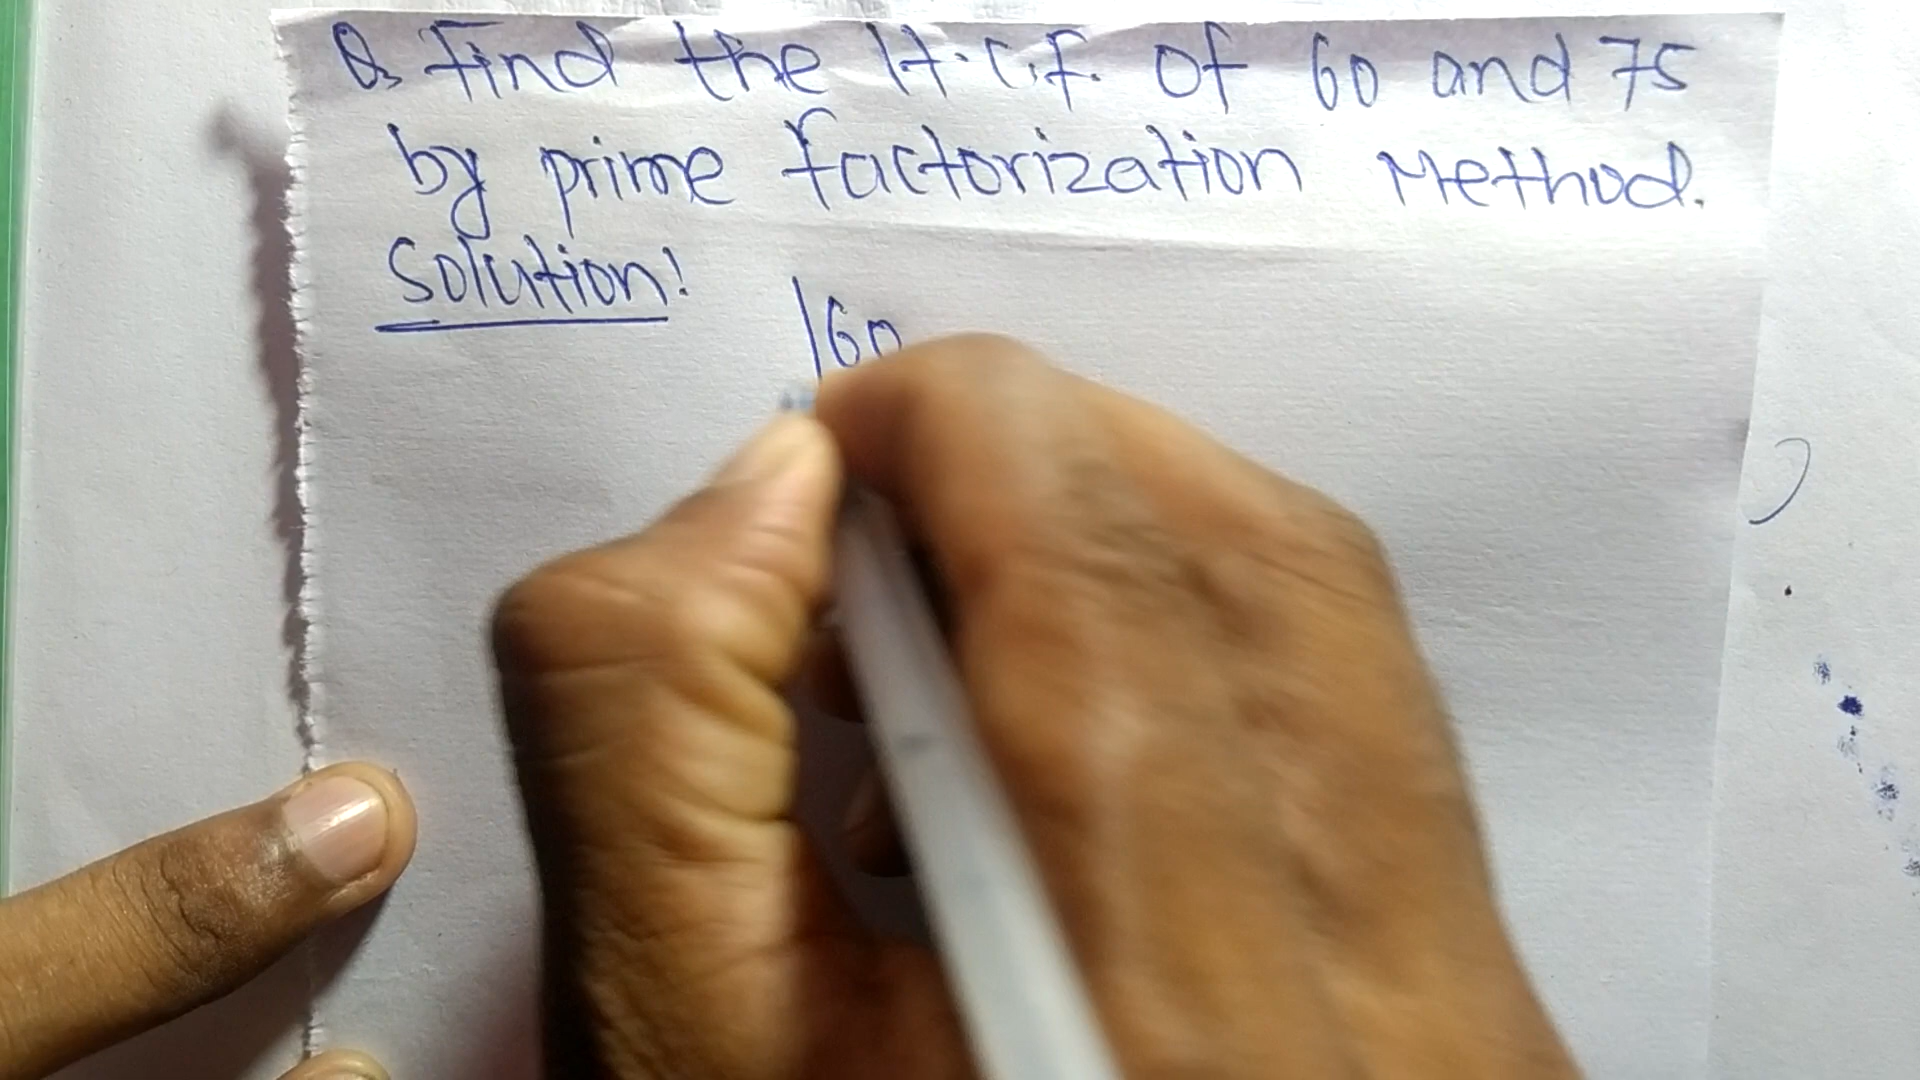 Q. Find the H.C.F. of 60 and 75
by prime factorization Method.
Solution:
60